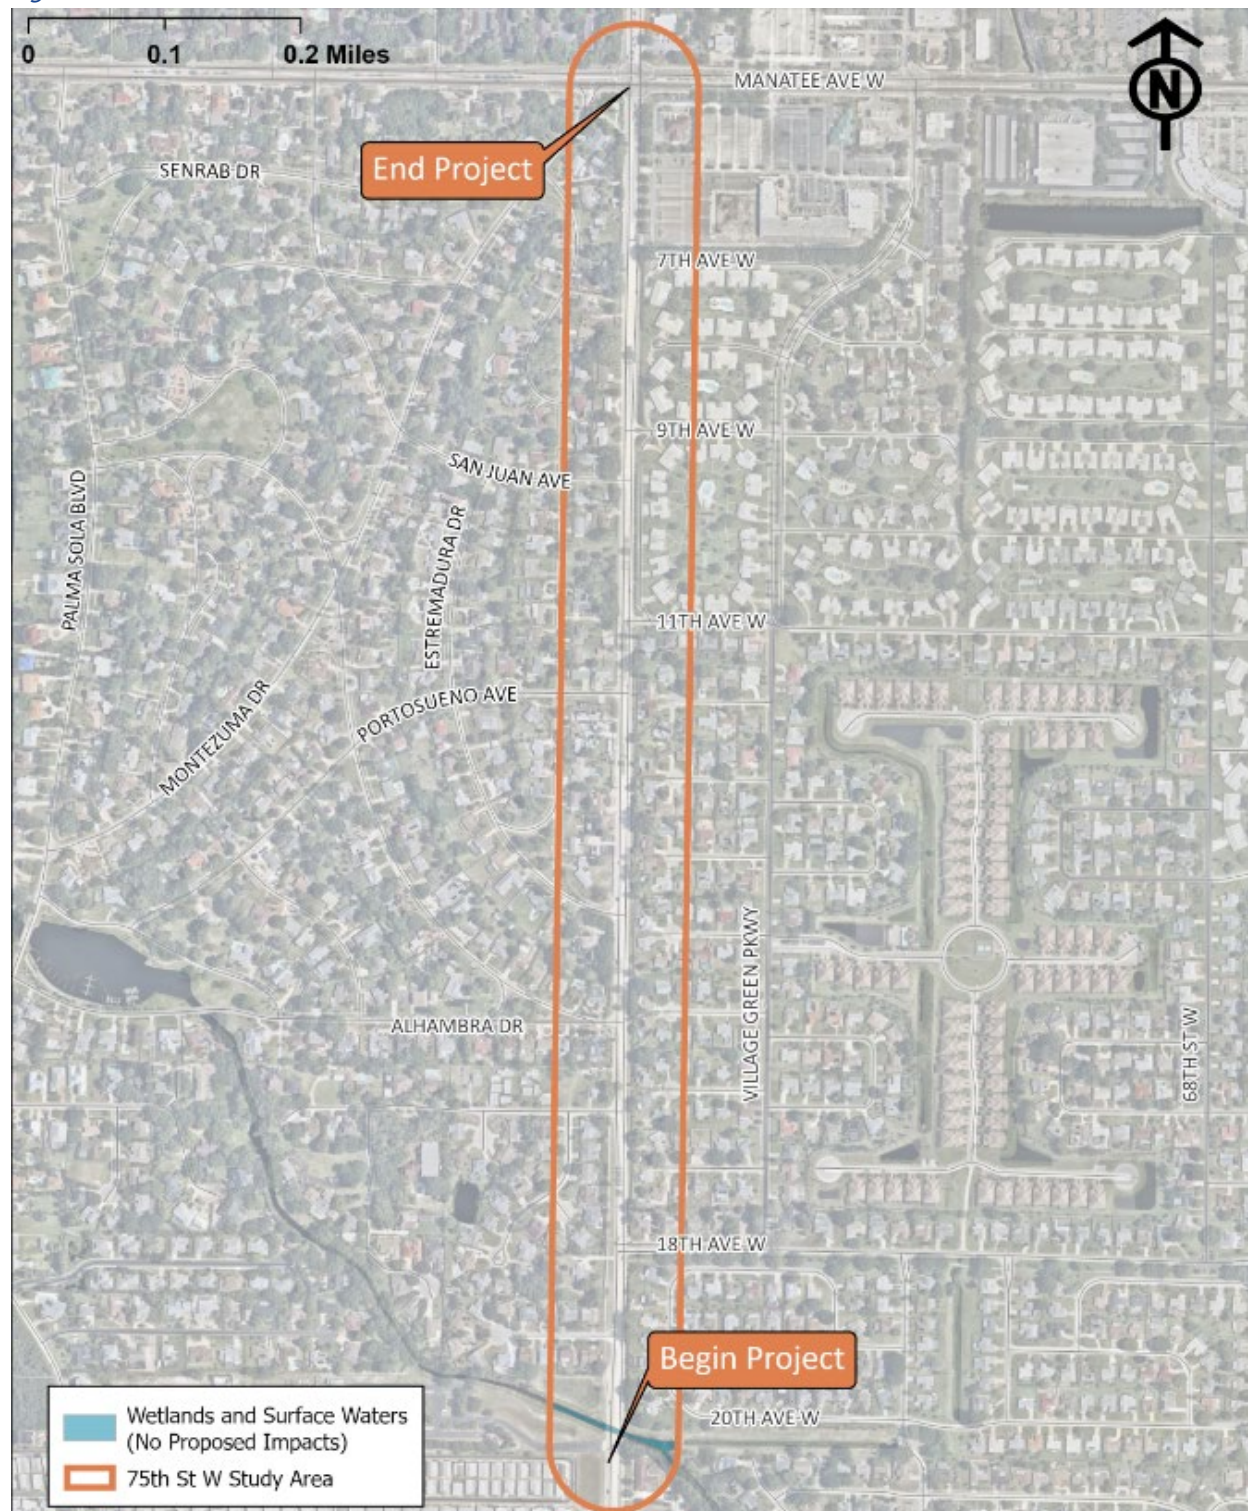 0 0.1 0.2 Miles
MANATEE AVE W
N
End Project
SENRAB DR
7TH AVE W
9TH AVE W
SAN JUAN AVE
PALMA SOLA BLVD
ESTREMADURA DR
11TH AVE W
MONTEZUMA DR
PORTOSUENO AVE
VILLAGE GREEN PKWY
ALHAMBRA DR
68TH ST W
18TH AVE W
Begin Project
20TH AVE W
Wetlands and Surface Waters
(No Proposed Impacts)
75th St W Study Area